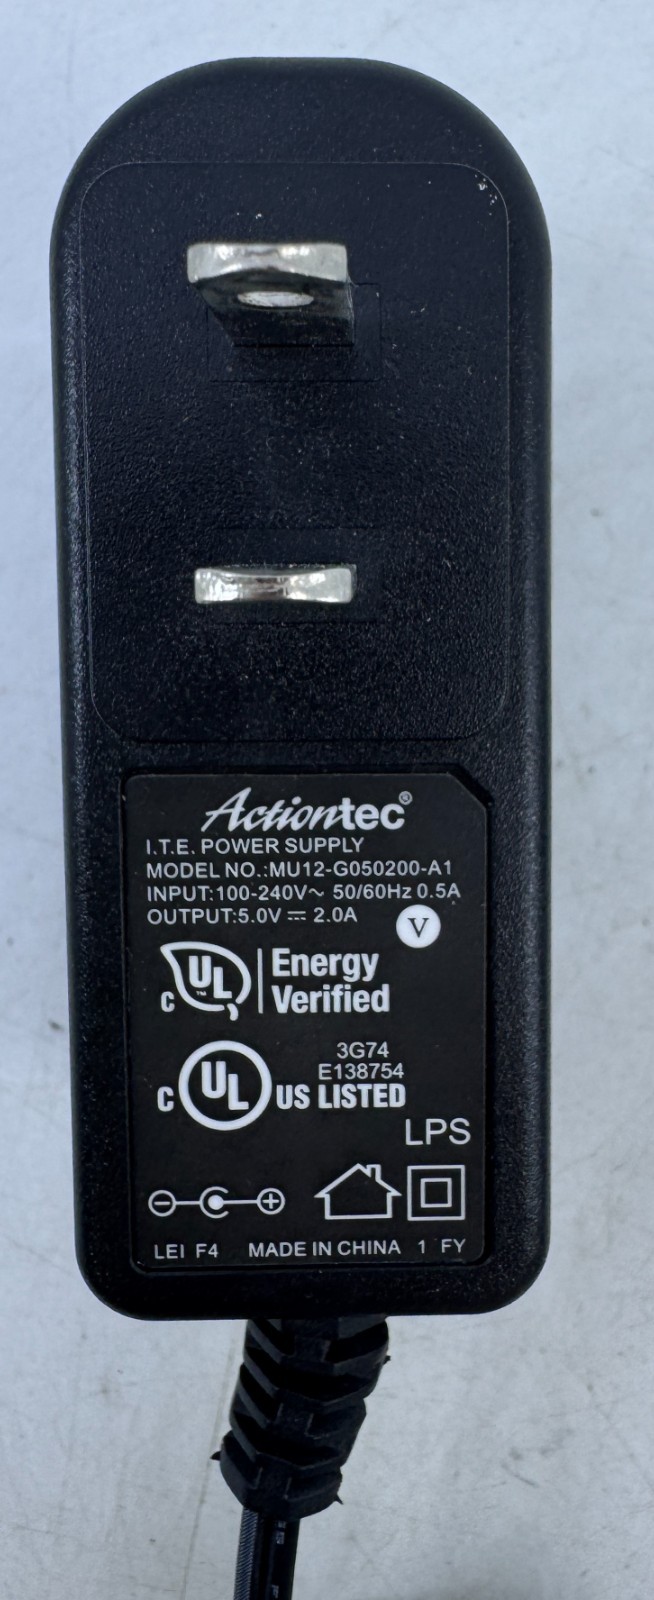 Actiontec®
I.T.E. POWER SUPPLY
MODEL NO.:MU12-G050200-A1
INPUT:100-240V~ 50/60Hz 0.5A
OUTPUT:5.0V ⎓ 2.0A
V
C UL™ Energy
Verified
3G74
E138754
C UL US LISTED
LPS
LEI F4 MADE IN CHINA 1 FY